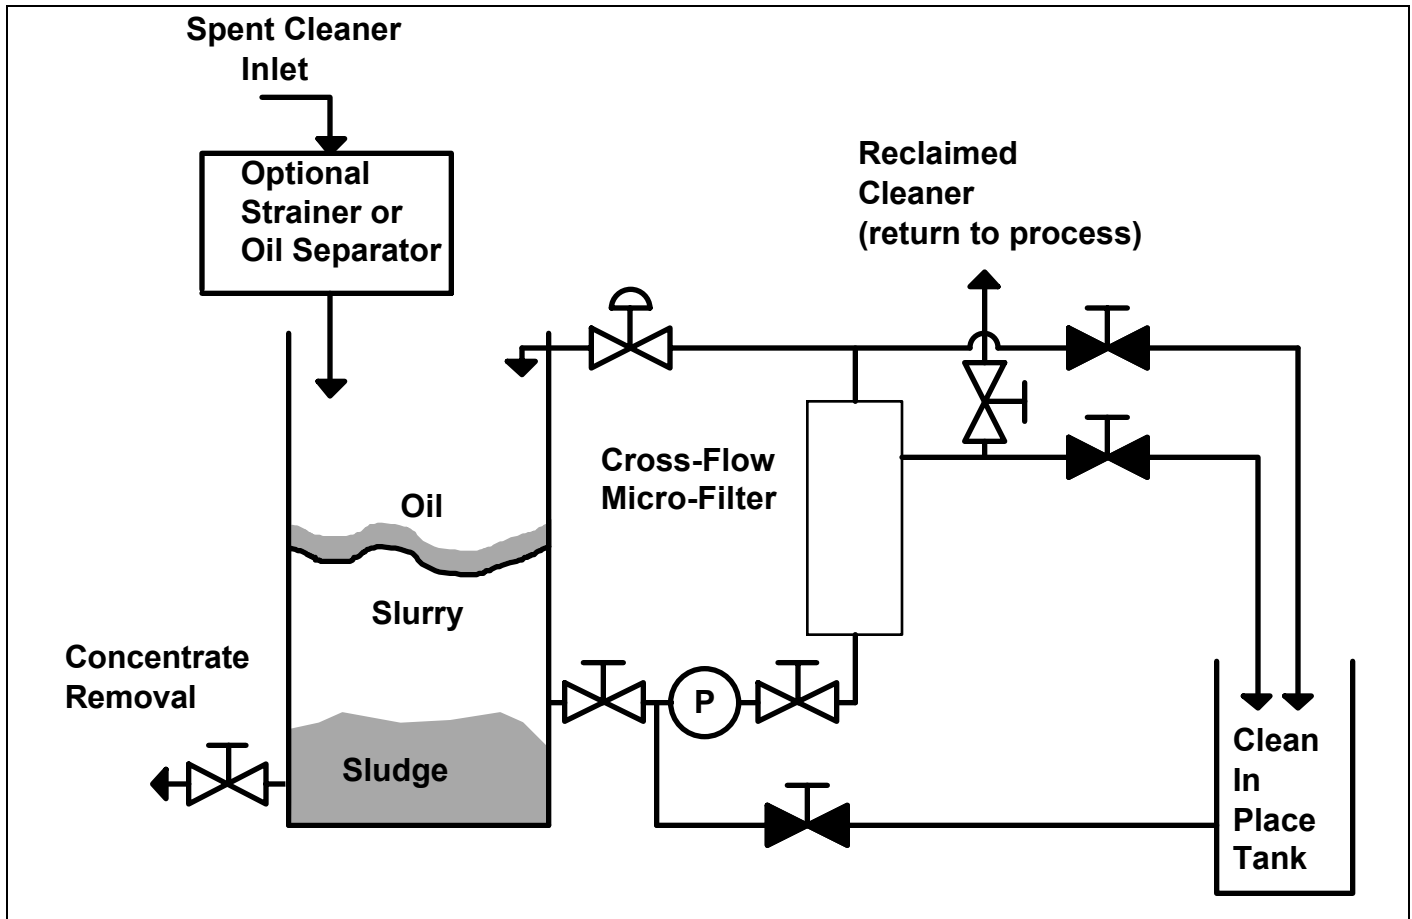 Spent Cleaner
Inlet
Optional
Strainer or
Oil Separator
Reclaimed
Cleaner
(return to process)
Cross-Flow
Micro-Filter
Oil
Slurry
Concentrate
Removal
P
Sludge
Clean
In
Place
Tank